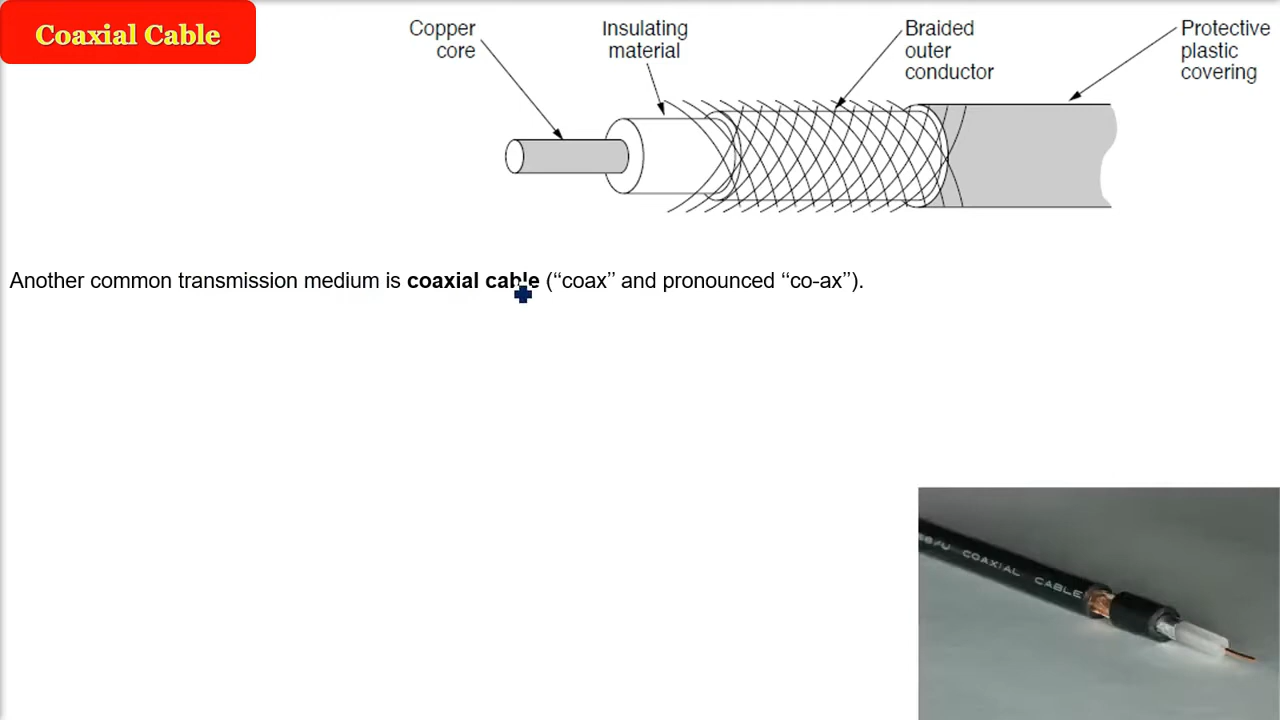 Coaxial Cable
Copper
core
Insulating
material
Braided
outer
conductor
Protective
plastic
covering
Another common transmission medium is coaxial cable (‘‘coax’’ and pronounced ‘‘co-ax’’).
COAXIAL CABLE